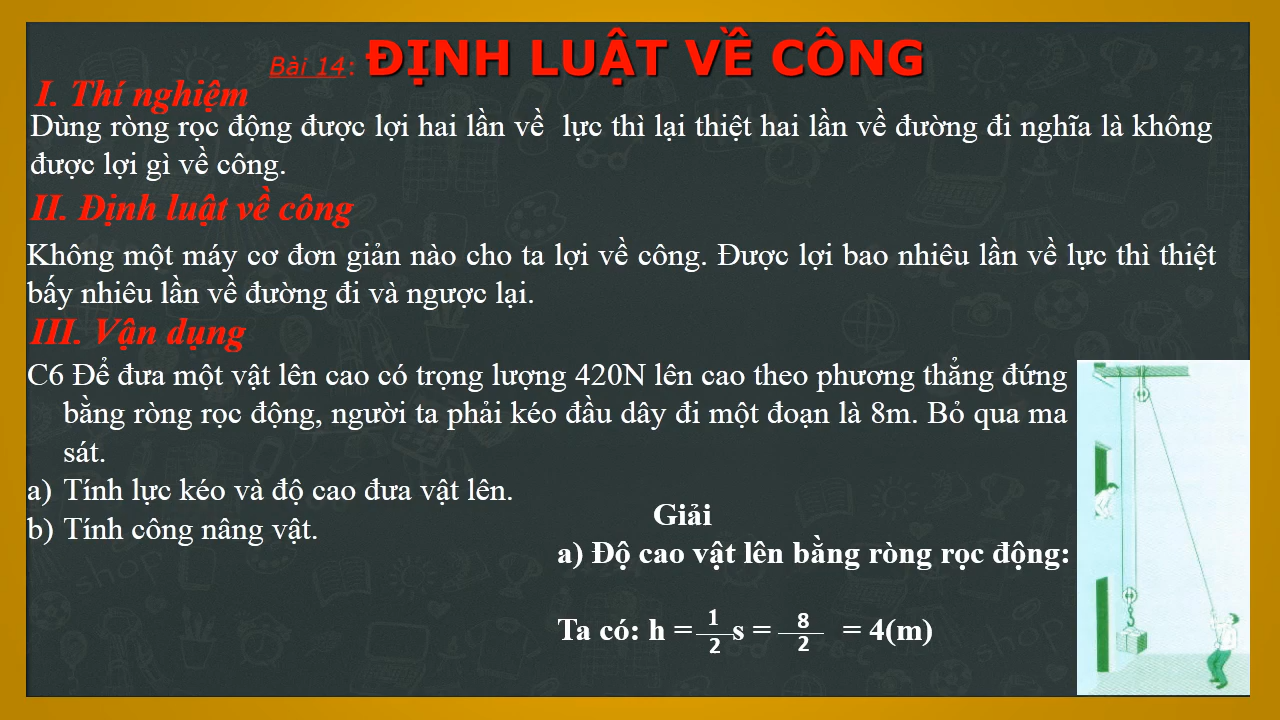 Bài 14: ĐỊNH LUẬT VỀ CÔNG
I. Thí nghiệm
Dùng ròng rọc động được lợi hai lần về lực thì lại thiệt hai lần về đường đi nghĩa là không
được lợi gì về công.
II. Định luật về công
Không một máy cơ đơn giản nào cho ta lợi về công. Được lợi bao nhiêu lần về lực thì thiệt
bấy nhiêu lần về đường đi và ngược lại.
III. Vận dụng
C6 Để đưa một vật lên cao có trọng lượng 420N lên cao theo phương thẳng đứng
bằng ròng rọc động, người ta phải kéo đầu dây đi một đoạn là 8m. Bỏ qua ma
sát.
a) Tính lực kéo và độ cao đưa vật lên.
b) Tính công nâng vật.
Giải
a) Độ cao vật lên bằng ròng rọc động:
Ta có: h = 1/2 s = 8/2 = 4(m)